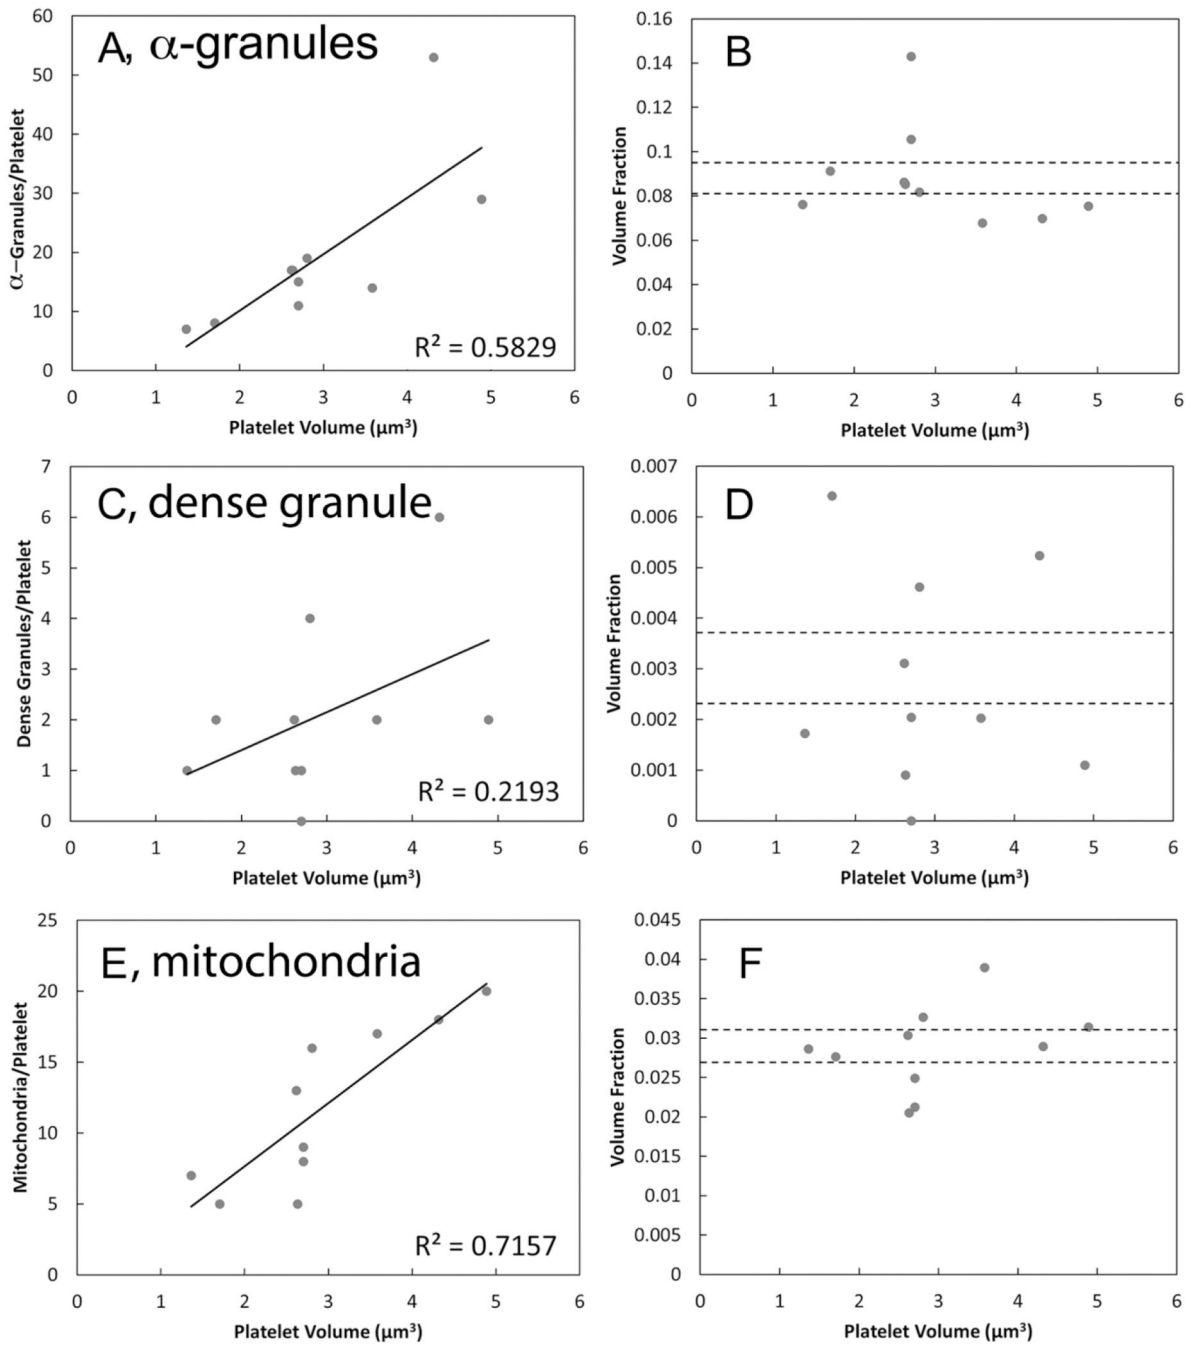 A, α-granules
60
50
40
30
20
10
0
α–Granules/Platelet
R² = 0.5829
0 1 2 3 4 5 6
Platelet Volume (µm³)
B
0.16
0.14
0.12
0.1
0.08
0.06
0.04
0.02
0
Volume Fraction
0 1 2 3 4 5 6
Platelet Volume (µm³)
C, dense granule
7
6
5
4
3
2
1
0
Dense Granules/Platelet
R² = 0.2193
0 1 2 3 4 5 6
Platelet Volume (µm³)
D
0.007
0.006
0.005
0.004
0.003
0.002
0.001
0
Volume Fraction
0 1 2 3 4 5 6
Platelet Volume (µm³)
E, mitochondria
25
20
15
10
5
0
Mitochondria/Platelet
R² = 0.7157
0 1 2 3 4 5 6
Platelet Volume (µm³)
F
0.045
0.04
0.035
0.03
0.025
0.02
0.015
0.01
0.005
0
Volume Fraction
0 1 2 3 4 5 6
Platelet Volume (µm³)